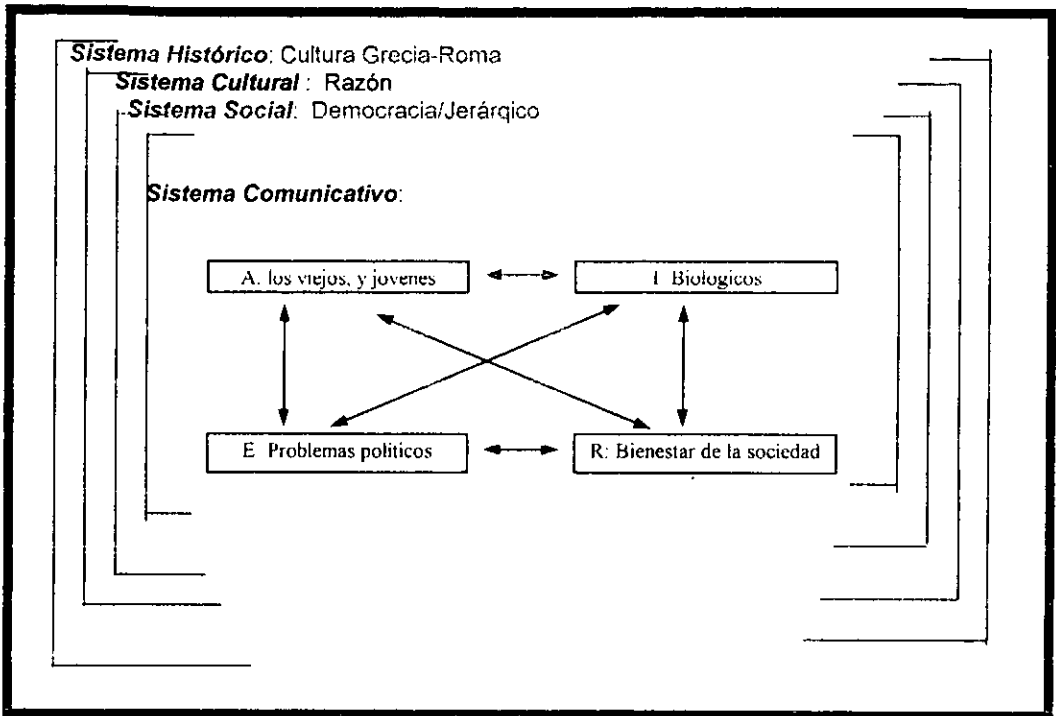 Sistema Histórico: Cultura Grecia-Roma
Sistema Cultural : Razón
Sistema Social: Democracia/Jerárqico
Sistema Comunicativo:
A. los viejos, y jovenes
I Biologicos
E Problemas politicos
R: Bienestar de la sociedad